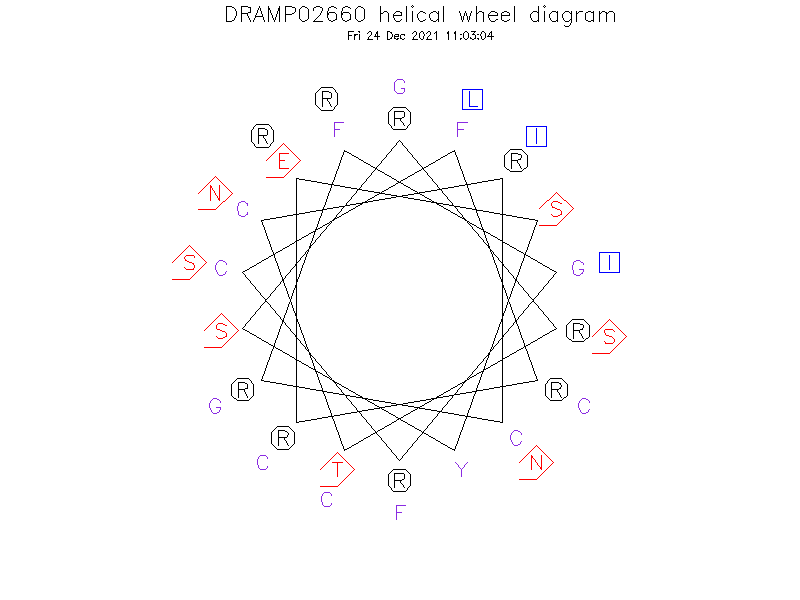 DRAMP02660 helical wheel diagram
Fri 24 Dec 2021 11:03:04
G
R L
R
F F
R I
E R
N C S
S C G I
S R S
R R
G C
R C
C T Y N
C R
F